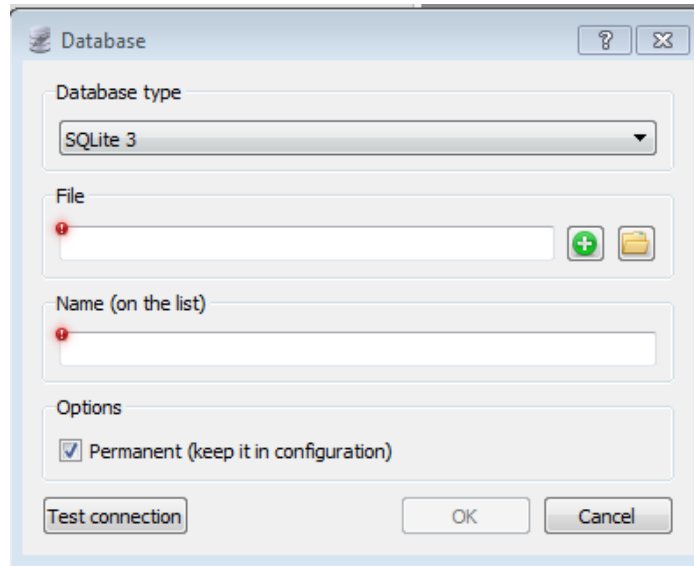 Database
Database type
SQLite 3
File
Name (on the list)
Options
Permanent (keep it in configuration)
Test connection
OK
Cancel